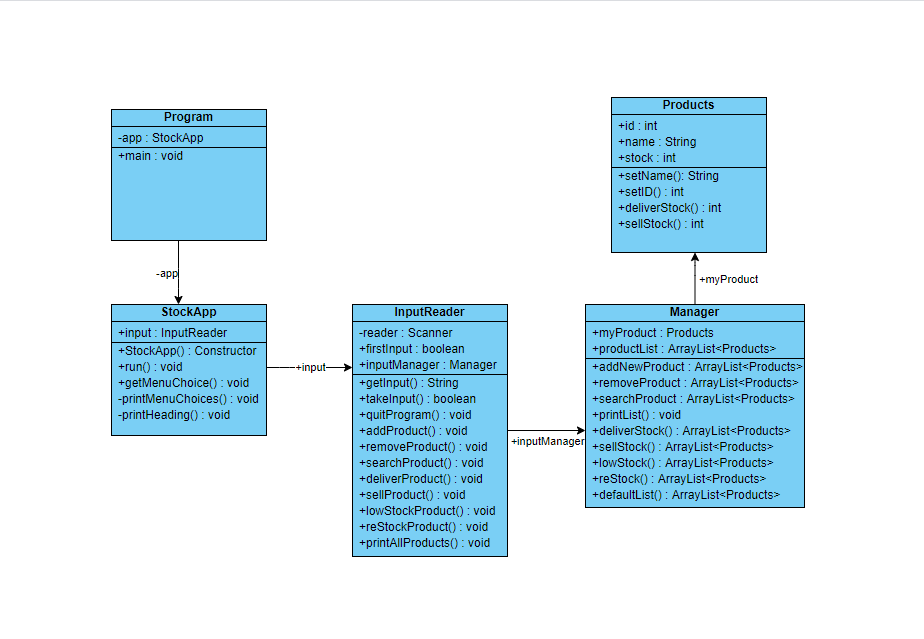 Program
-app : StockApp
+main : void
-app
StockApp
+input : InputReader
+StockApp() : Constructor
+run() : void
+getMenuChoice() : void
-printMenuChoices() : void
-printHeading() : void
+input
InputReader
-reader : Scanner
+firstInput : boolean
+inputManager : Manager
+getInput() : String
+takeInput() : boolean
+quitProgram() : void
+addProduct() : void
+removeProduct() : void
+searchProduct() : void
+deliverProduct() : void
+sellProduct() : void
+lowStockProduct() : void
+reStockProduct() : void
+printAllProducts() : void
+inputManager
Products
+id : int
+name : String
+stock : int
+setName(): String
+setID() : int
+deliverStock() : int
+sellStock() : int
+myProduct
Manager
+myProduct : Products
+productList : ArrayList<Products>
+addNewProduct : ArrayList<Products>
+removeProduct : ArrayList<Products>
+searchProduct : ArrayList<Products>
+printList() : void
+deliverStock() : ArrayList<Products>
+sellStock() : ArrayList<Products>
+lowStock() : ArrayList<Products>
+reStock() : ArrayList<Products>
+defaultList() : ArrayList<Products>